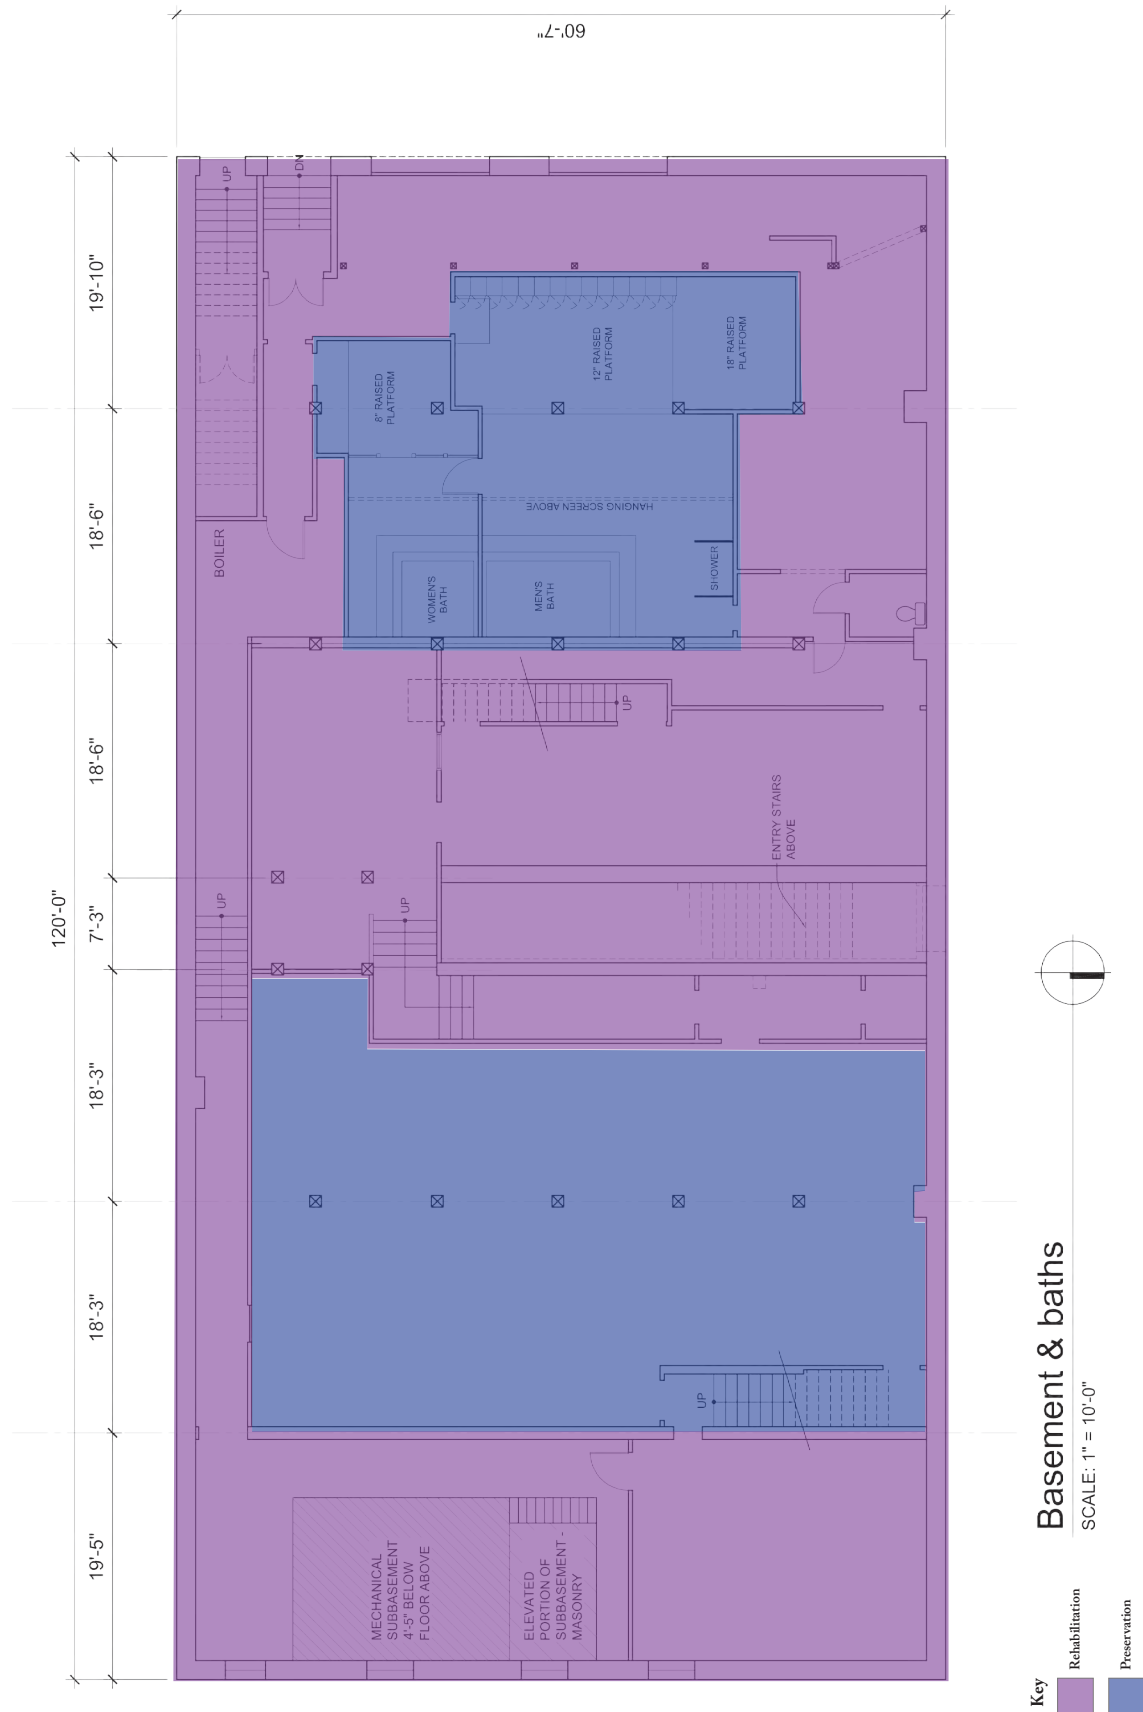 60'-7"
120'-0"
19'-10"
18'-6"
18'-6"
7'-3"
18'-3"
18'-3"
19'-5"
UP
DN
BOILER
8" RAISED
PLATFORM
12" RAISED
PLATFORM
18" RAISED
PLATFORM
HANGING SCREEN ABOVE
WOMEN'S
BATH
MEN'S
BATH
SHOWER
UP
ENTRY STAIRS
ABOVE
UP
UP
UP
MECHANICAL
SUBBASEMENT
4'-5" BELOW
FLOOR ABOVE
ELEVATED
PORTION OF
SUBBASEMENT -
MASONRY
Basement & baths
SCALE: 1" = 10'-0"
Key
Rehabilitation
Preservation